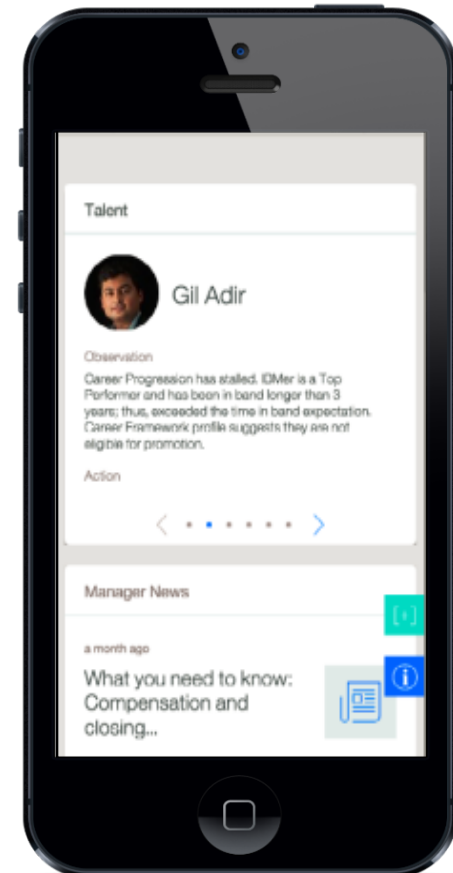 Talent
Gil Adir
Observation
Career Progression has stalled. IBMer is a Top
Performer and has been in band longer than 3
years; thus, exceeded the time in band expectation.
Career Framework profile suggests they are not
eligible for promotion.
Action
Manager News
a month ago
What you need to know:
Compensation and
closing...